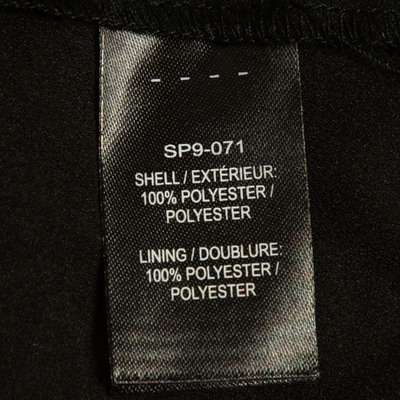 - - - -
SP9-071
SHELL / EXTÉRIEUR:
100% POLYESTER /
POLYESTER
LINING / DOUBLURE:
100% POLYESTER /
POLYESTER